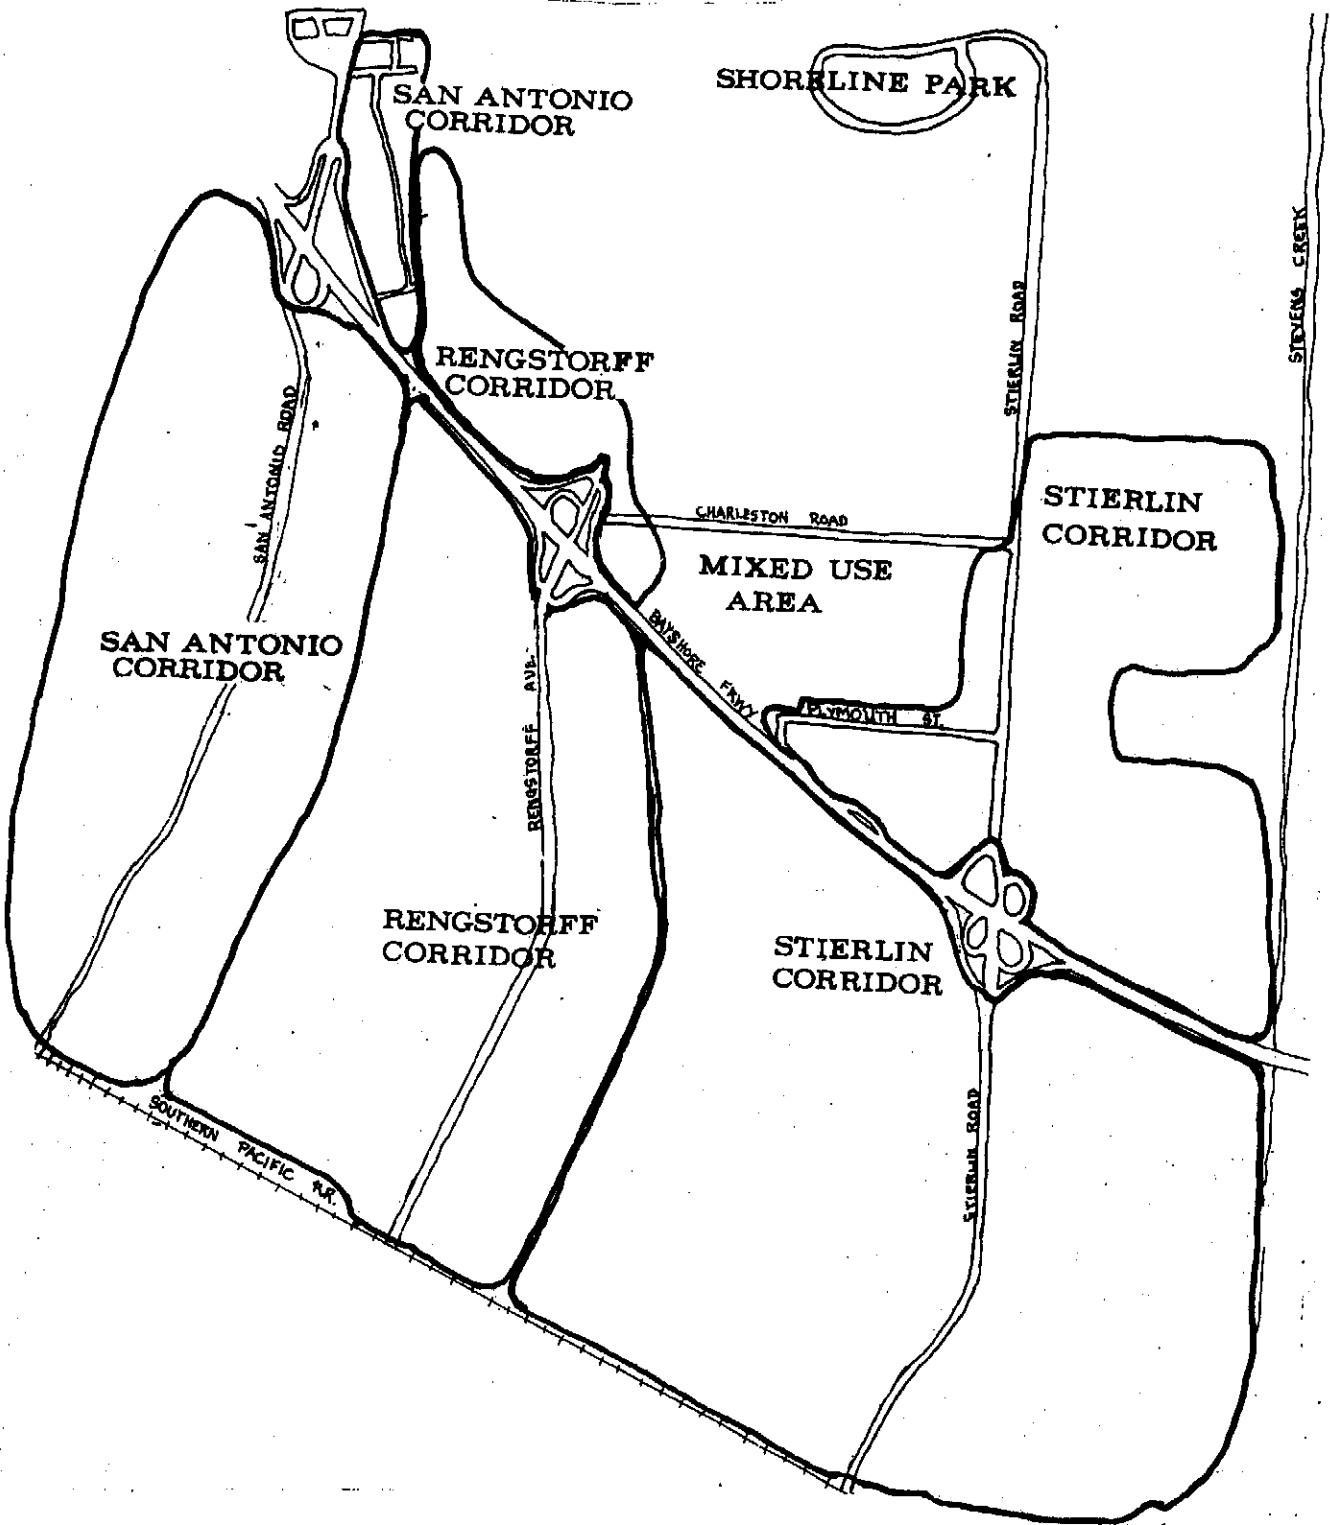 SHORELINE PARK
SAN ANTONIO
CORRIDOR
STEVENS CREEK
STIERLIN ROAD
RENGSTORFF
CORRIDOR
SAN ANTONIO ROAD
STIERLIN
CORRIDOR
CHARLESTON ROAD
MIXED USE
AREA
SAN ANTONIO
CORRIDOR
BAYSHORE FRWY
RENGSTORFF AVE.
PLYMOUTH ST.
RENGSTORFF
CORRIDOR
STIERLIN
CORRIDOR
SOUTHERN PACIFIC R.R.
STIERLIN ROAD